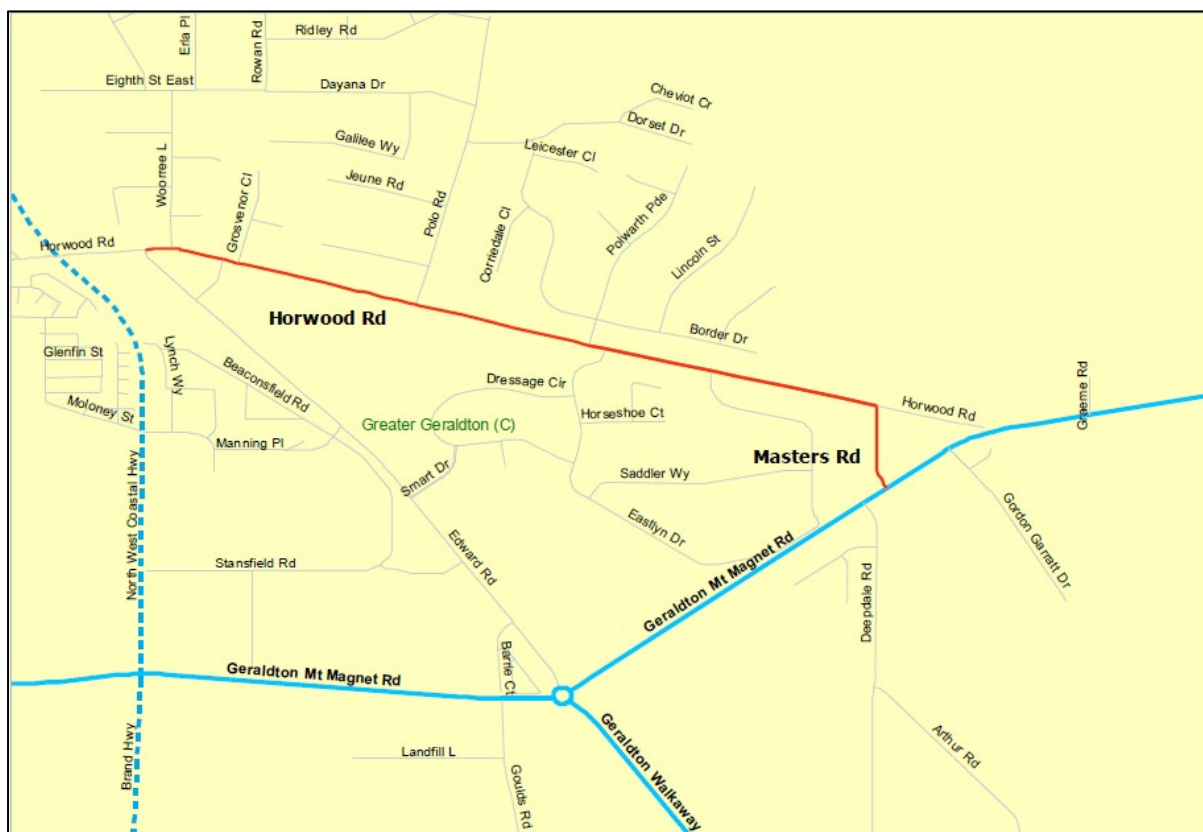 Ridley Rd
Erla Pl
Rowan Rd
Eighth St East
Dayana Dr
Cheviot Cr
Dorset Dr
Galilee Wy
Leicester Cl
Jeune Rd
Woorree L
Grosvenor Cl
Polo Rd
Corriedale Cl
Polwarth Pde
Lincoln St
Horwood Rd
Horwood Rd
Border Dr
Glenfin St
Lynch Wy
Beaconsfield Rd
Dressage Cir
Moloney St
Horseshoe Ct
Horwood Rd
Graeme Rd
Greater Geraldton (C)
Manning Pl
Masters Rd
Smart Dr
Saddler Wy
North West Coastal Hwy
Eastlyn Dr
Gordon Garratt Dr
Edward Rd
Stansfield Rd
Geraldton Mt Magnet Rd
Deepdale Rd
Barrie Ct
Geraldton Mt Magnet Rd
Geraldton Walkaway
Arthur Rd
Landfill L
Goulds Rd
Brand Hwy